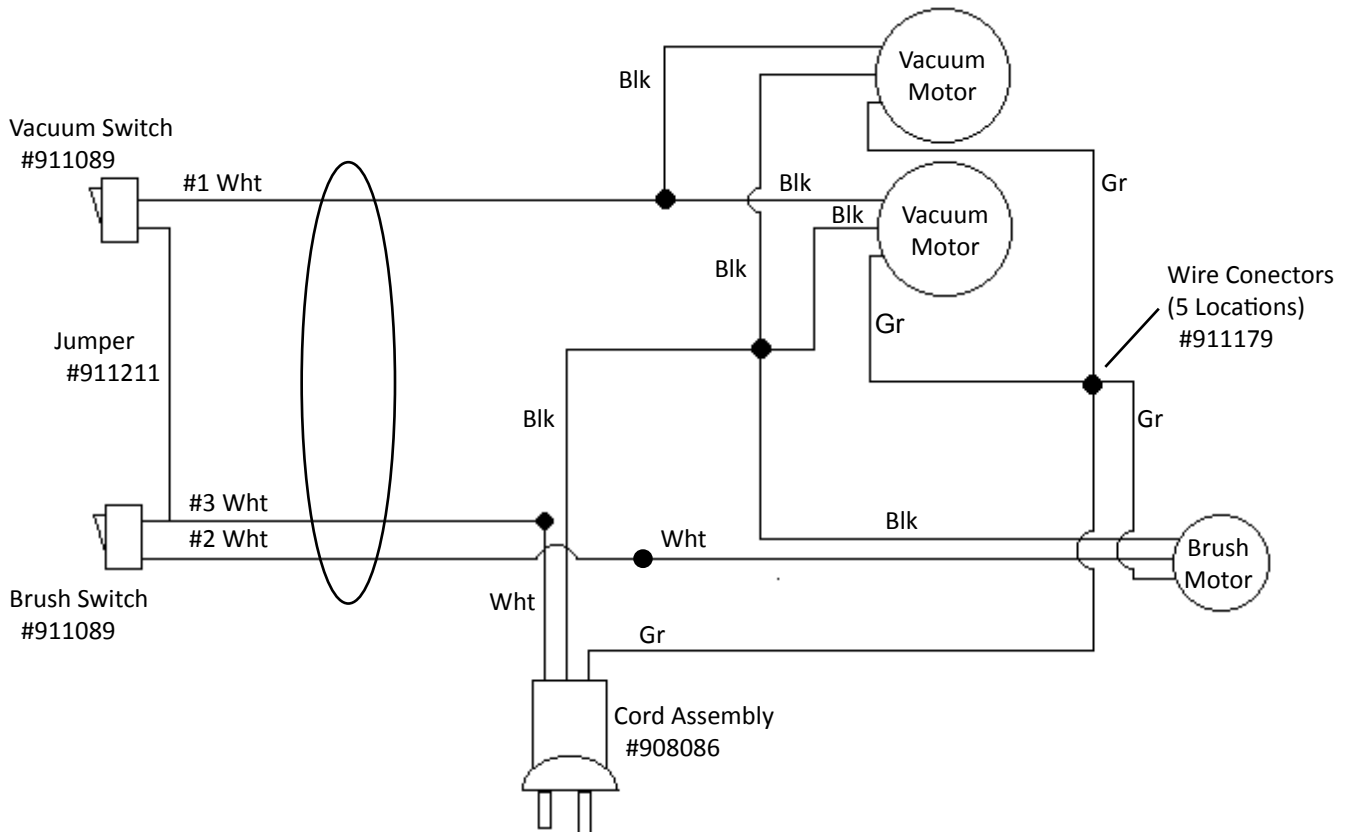 Vacuum
Motor
Blk
Vacuum Switch
#911089
#1 Wht
Blk
Gr
Blk
Vacuum
Motor
Blk
Wire Conectors
(5 Locations)
#911179
Gr
Jumper
#911211
Blk
Gr
#3 Wht
Blk
#2 Wht
Wht
Brush
Motor
Brush Switch
#911089
Wht
Gr
Cord Assembly
#908086